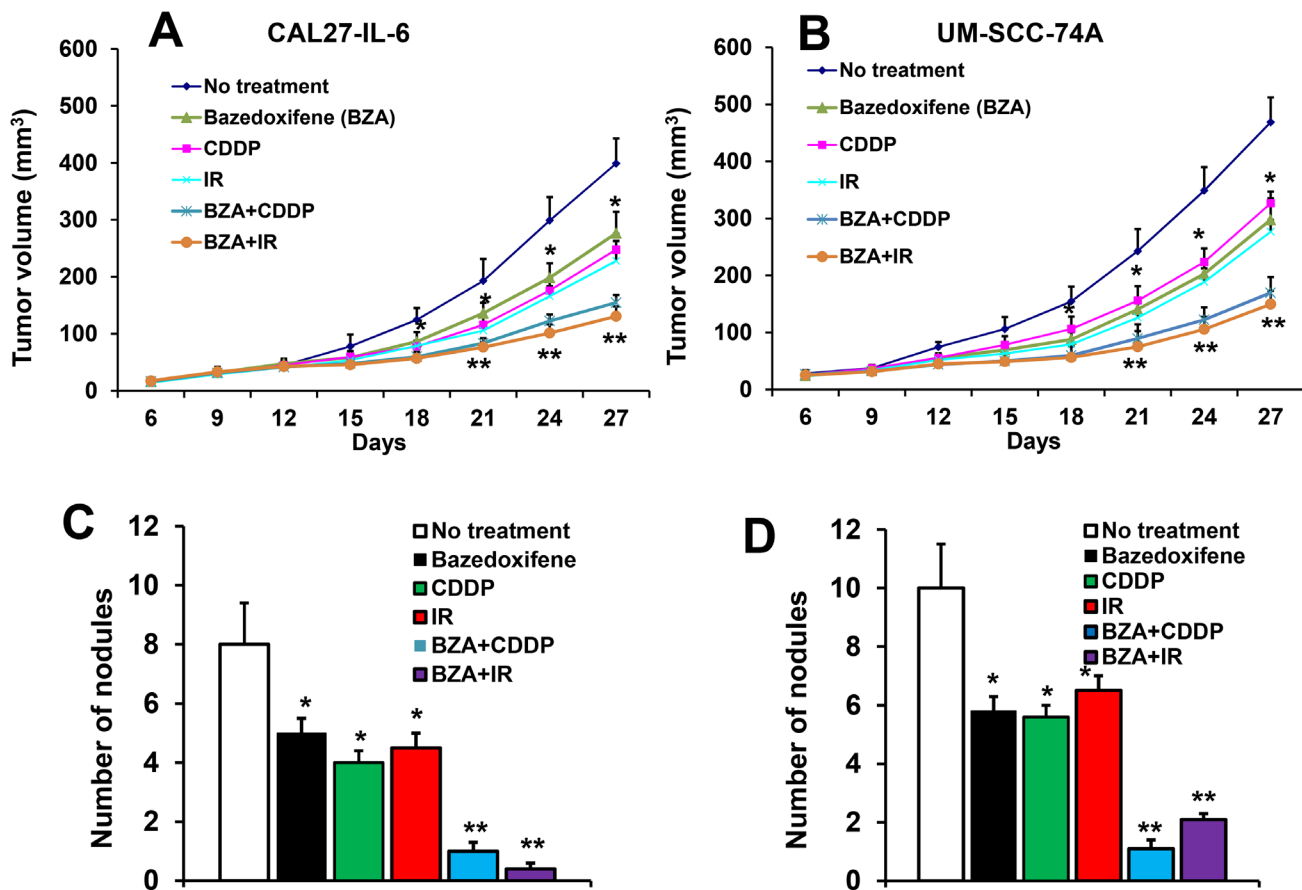 A
CAL27-IL-6
Tumor volume (mm³)
600
500
400
300
200
100
0
No treatment
Bazedoxifene (BZA)
CDDP
IR
BZA+CDDP
BZA+IR
* * * *
** ** **
6 9 12 15 18 21 24 27
Days
B
UM-SCC-74A
Tumor volume (mm³)
600
500
400
300
200
100
0
No treatment
Bazedoxifene (BZA)
CDDP
IR
BZA+CDDP
BZA+IR
* * * *
** ** **
6 9 12 15 18 21 24 27
Days
C
Number of nodules
12
10
8
6
4
2
0
No treatment
Bazedoxifene
CDDP
IR
BZA+CDDP
BZA+IR
* * * ** **
D
Number of nodules
12
10
8
6
4
2
0
No treatment
Bazedoxifene
CDDP
IR
BZA+CDDP
BZA+IR
* * * ** **